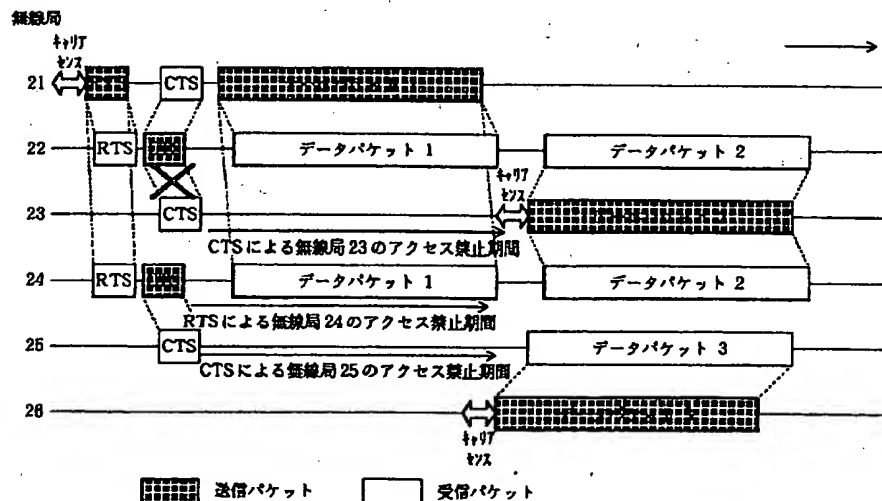 無線局
キャリア
センス
21
CTS
22
RTS
データパケット 1
データパケット 2
キャリア
センス
23
CTS
CTSによる無線局23のアクセス禁止期間
24
RTS
データパケット 1
データパケット 2
RTSによる無線局24のアクセス禁止期間
25
CTS
データパケット 3
CTSによる無線局25のアクセス禁止期間
26
キャリア
センス
送信パケット
受信パケット